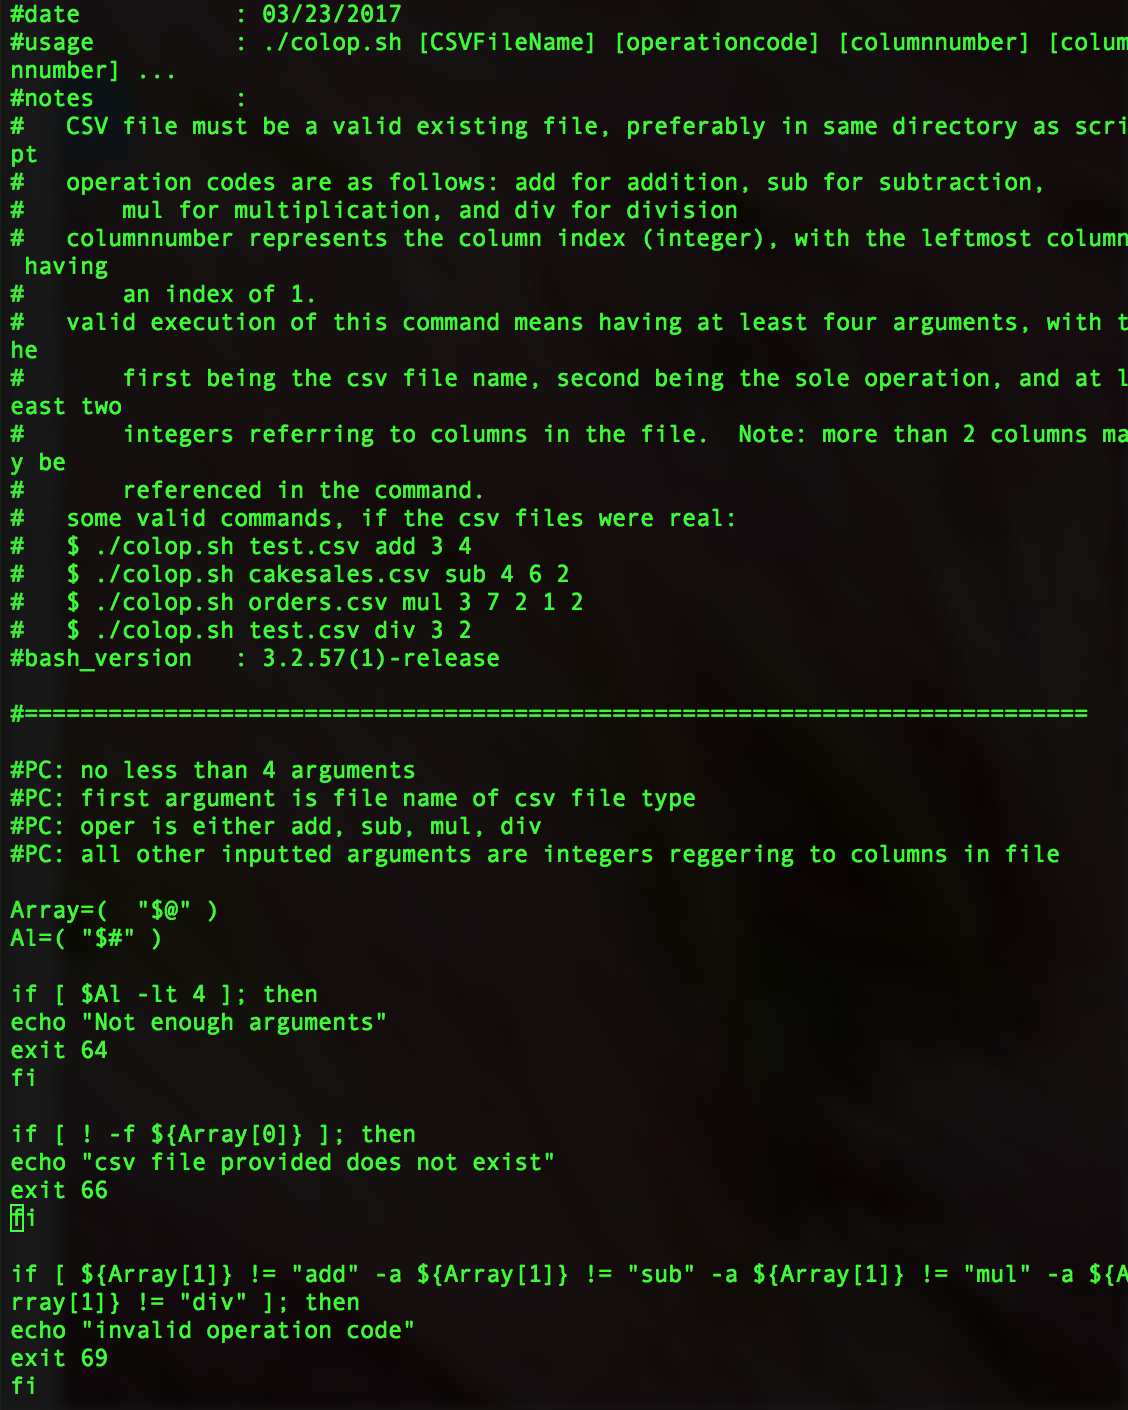 #date           : 03/23/2017
#usage          : ./colop.sh [CSVFileName] [operationcode] [columnnumber] [colum
nnumber] ...
#notes          :
#   CSV file must be a valid existing file, preferably in same directory as scri
pt
#   operation codes are as follows: add for addition, sub for subtraction,
#       mul for multiplication, and div for division
#   columnnumber represents the column index (integer), with the leftmost column
 having
#       an index of 1.
#   valid execution of this command means having at least four arguments, with t
he
#       first being the csv file name, second being the sole operation, and at l
east two
#       integers referring to columns in the file.  Note: more than 2 columns ma
y be
#       referenced in the command.
#   some valid commands, if the csv files were real:
#   $ ./colop.sh test.csv add 3 4
#   $ ./colop.sh cakesales.csv sub 4 6 2
#   $ ./colop.sh orders.csv mul 3 7 2 1 2
#   $ ./colop.sh test.csv div 3 2
#bash_version   : 3.2.57(1)-release
#============================================================================
#PC: no less than 4 arguments
#PC: first argument is file name of csv file type
#PC: oper is either add, sub, mul, div
#PC: all other inputted arguments are integers reggering to columns in file
Array=(  "$@" )
Al=( "$#" )
if [ $Al -lt 4 ]; then
echo "Not enough arguments"
exit 64
fi
if [ ! -f ${Array[0]} ]; then
echo "csv file provided does not exist"
exit 66
fi
if [ ${Array[1]} != "add" -a ${Array[1]} != "sub" -a ${Array[1]} != "mul" -a ${A
rray[1]} != "div" ]; then
echo "invalid operation code"
exit 69
fi